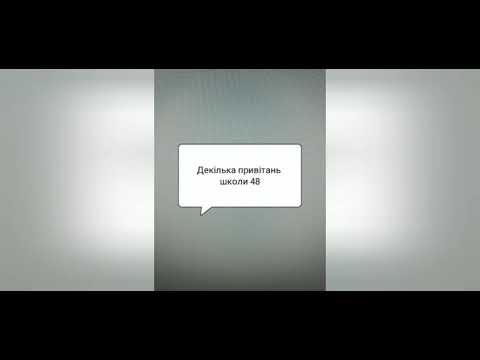 Декілька привітань
школи 48